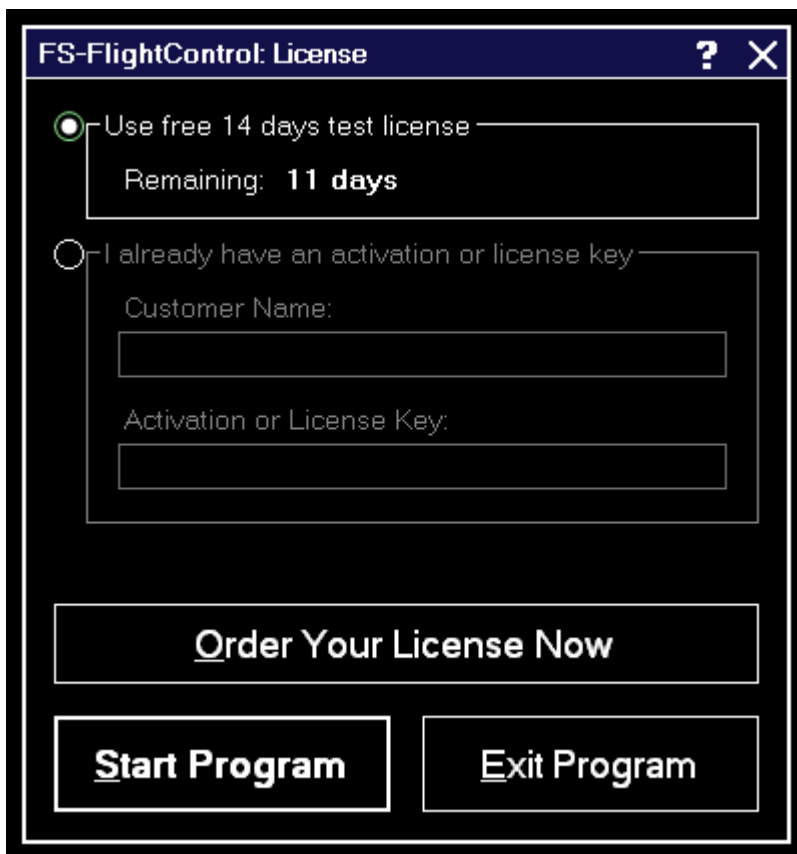 FS-FlightControl: License ? X
Use free 14 days test license
Remaining: 11 days
I already have an activation or license key
Customer Name:
Activation or License Key:
Order Your License Now
Start Program Exit Program